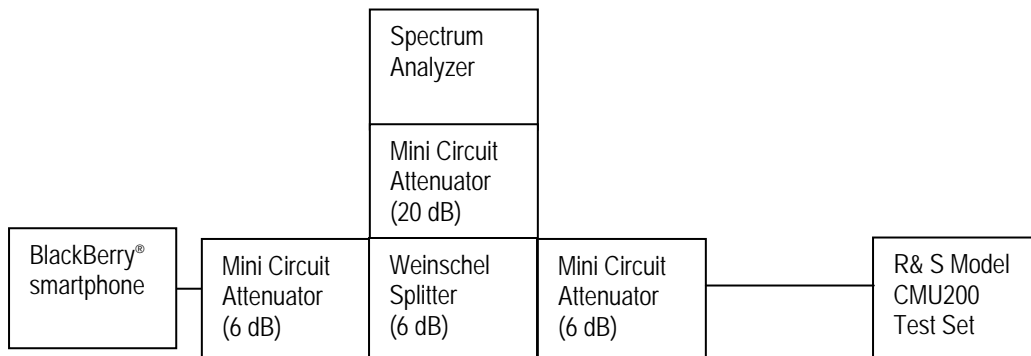 Spectrum
Analyzer
Mini Circuit
Attenuator
(20 dB)
BlackBerry®
smartphone
Mini Circuit
Attenuator
(6 dB)
Weinschel
Splitter
(6 dB)
Mini Circuit
Attenuator
(6 dB)
R& S Model
CMU200
Test Set